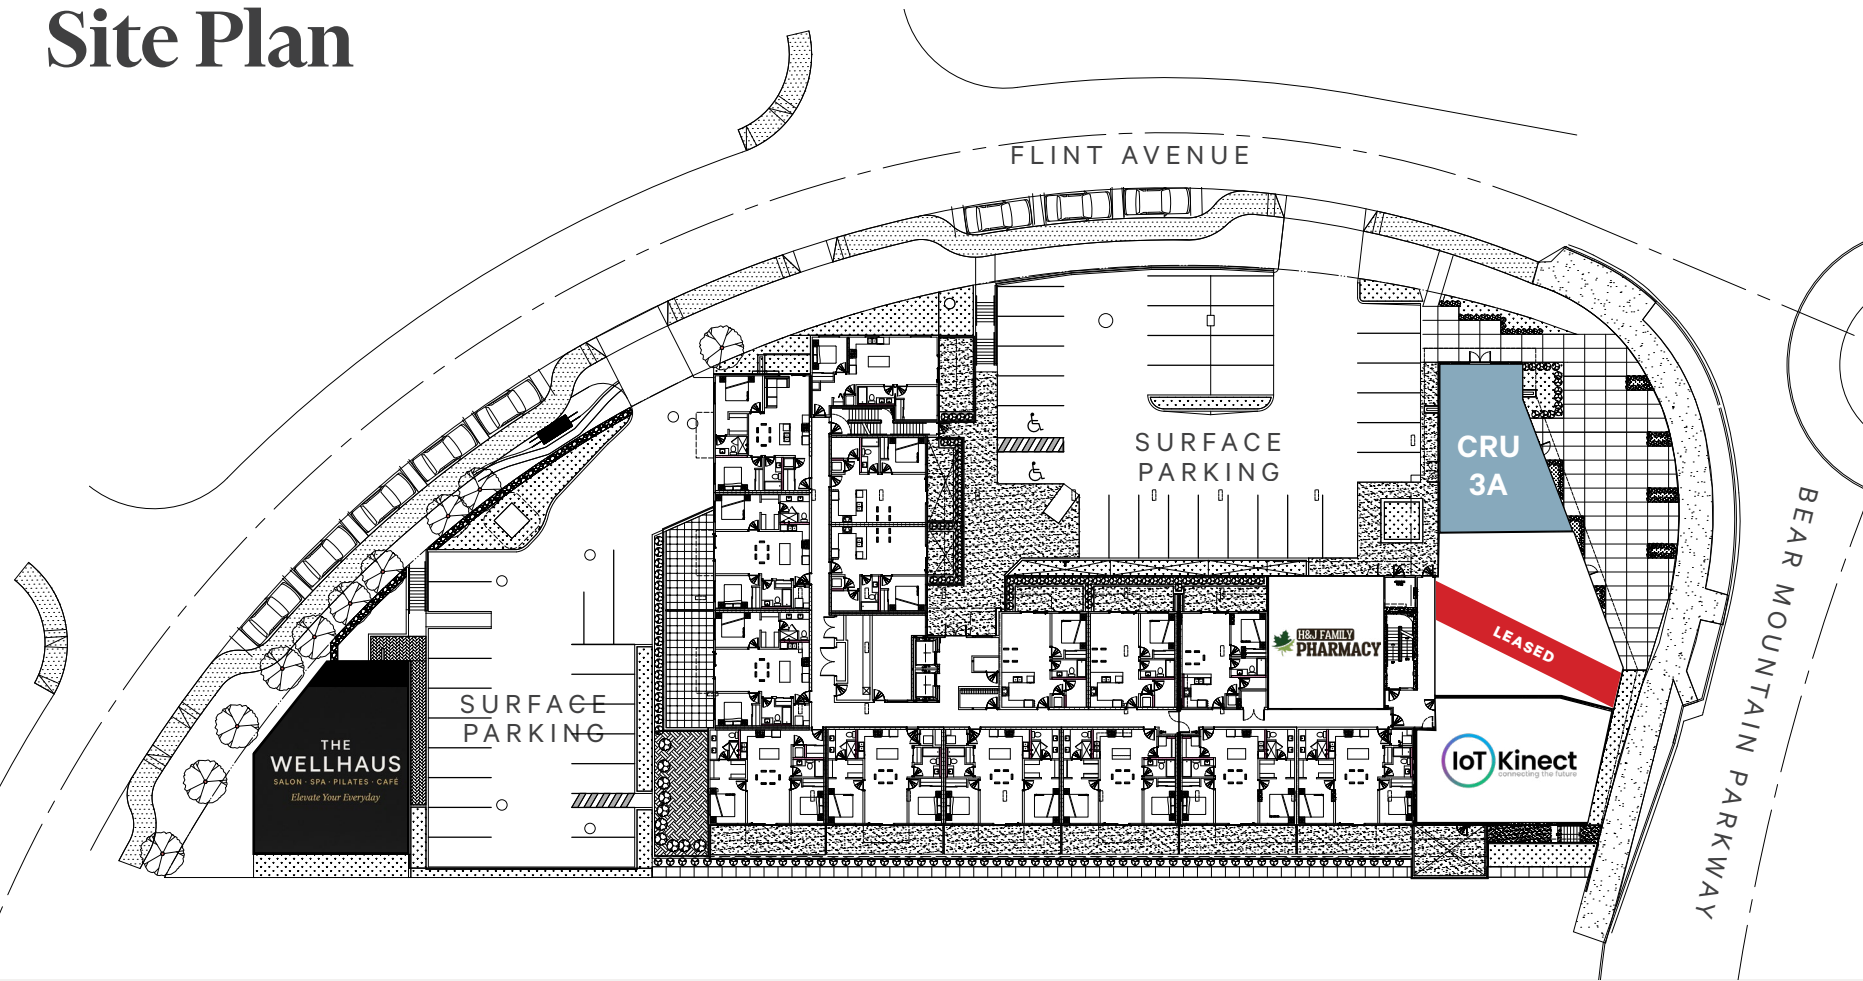 Site Plan
FLINT AVENUE
SURFACE
PARKING
CRU
3A
BEAR MOUNTAIN PARKWAY
H&J FAMILY
PHARMACY
LEASED
SURFACE
PARKING
THE
WELLHAUS
SALON · SPA · PILATES · CAFÉ
Elevate Your Everyday
IoT Kinect
connecting the future